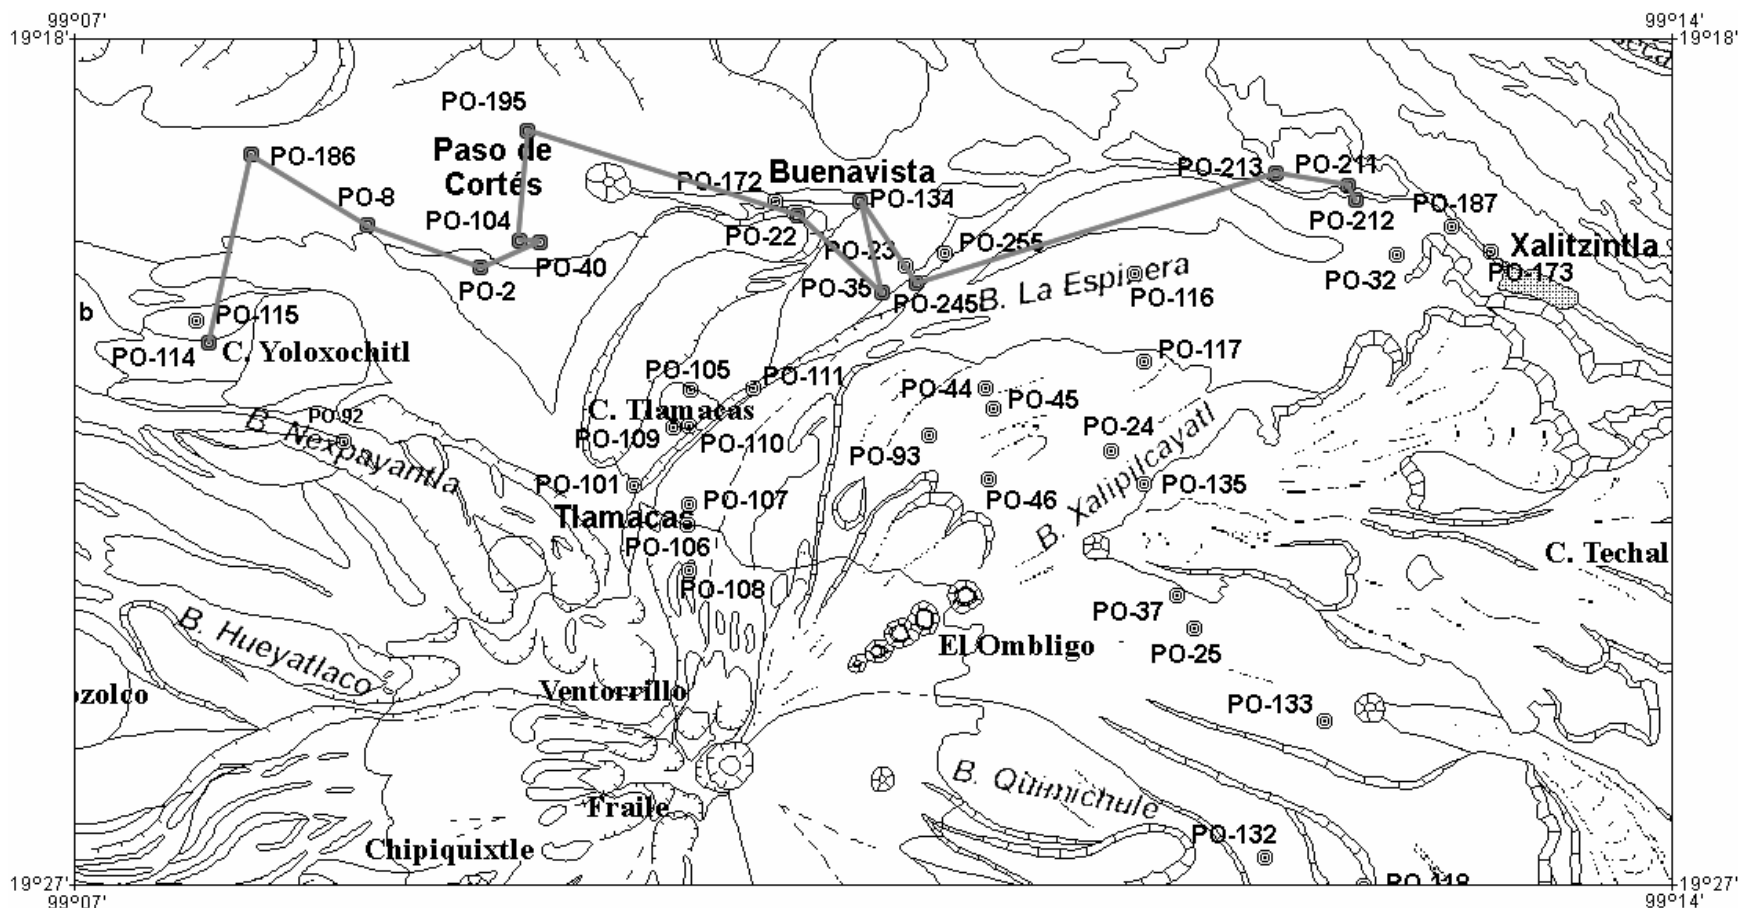 99°07'
99°14'
19°18'
19°18'
PO-195
Paso de
Cortés
PO-186
PO-8
PO-104
PO-40
PO-2
PO-172
Buenavista
PO-134
PO-22
PO-23
PO-255
PO-35
PO-245
PO-213
PO-211
PO-212
PO-187
Xalitzintla
PO-173
PO-32
B. La Espinera
PO-116
b
PO-115
PO-114
C. Yoloxochitl
PO-117
PO-105
PO-111
PO-44
PO-45
C. Tlamacas
PO-92
PO-109
PO-110
PO-24
B. Nexpayantla
PO-93
B. Xalipilcayatl
PO-101
PO-107
PO-46
PO-135
Tlamacas
PO-106
PO-108
C. Techal
PO-37
B. Hueyatlaco
El Ombligo
PO-25
ozolco
Ventorrillo
PO-133
B. Quimichule
Fraile
PO-132
Chipiquixtle
PO-118
19°27'
19°27'
99°07'
99°14'